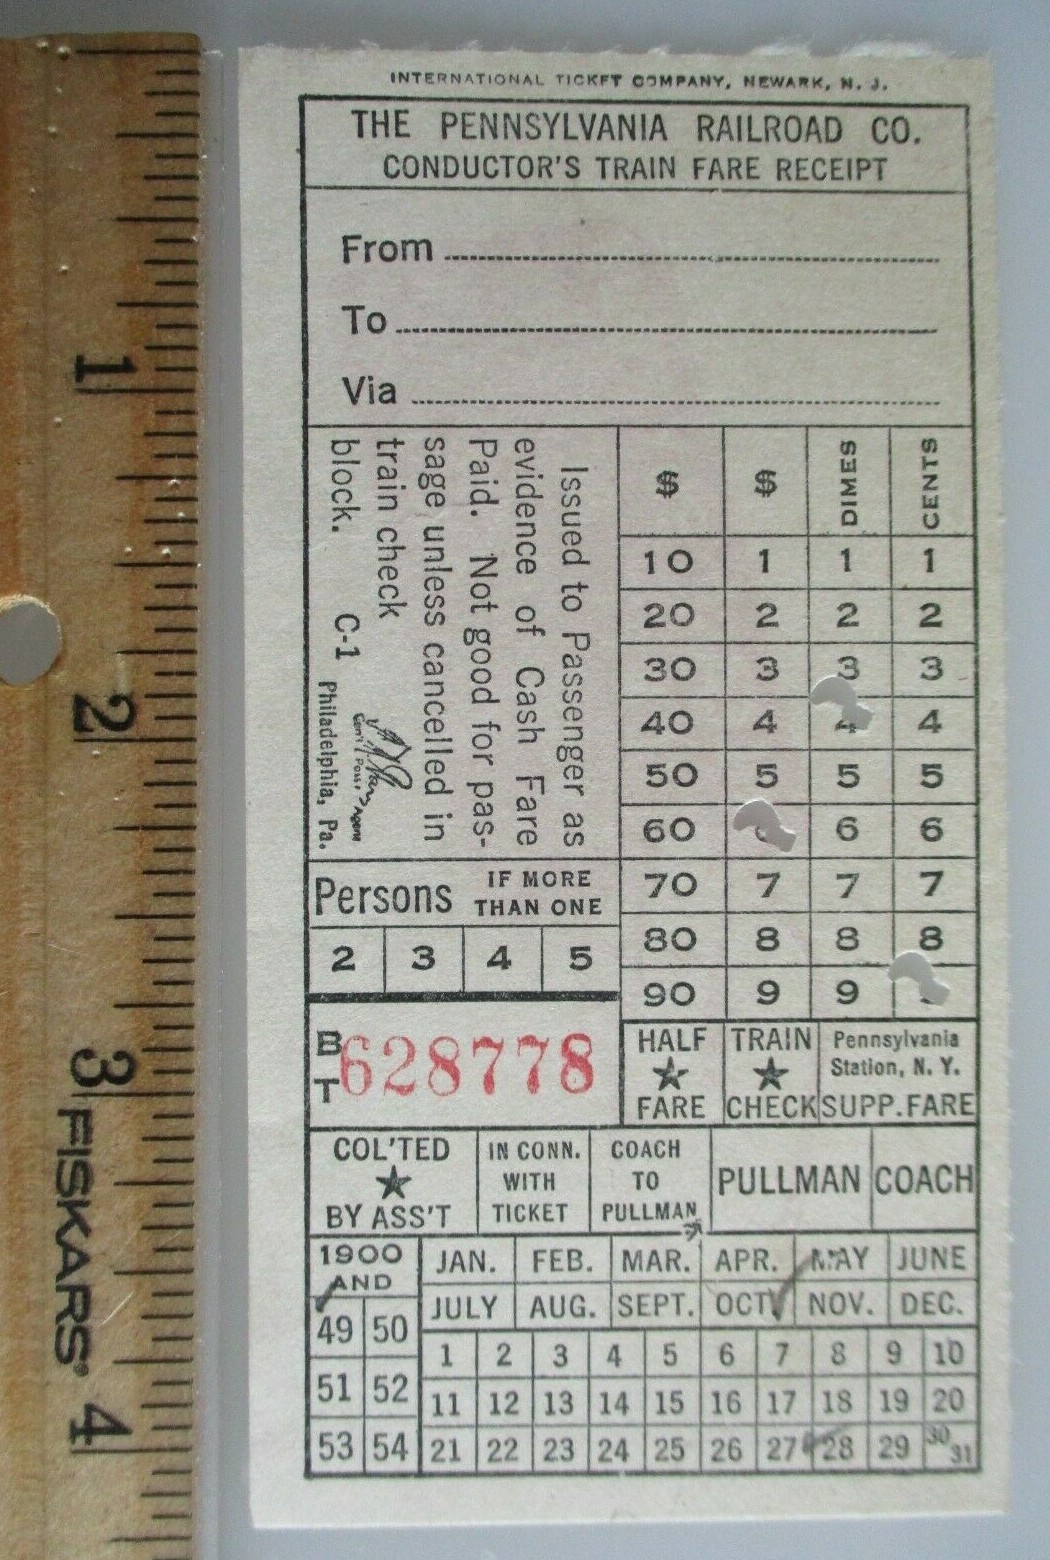 INTERNATIONAL TICKET COMPANY, NEWARK, N. J.
THE PENNSYLVANIA RAILROAD CO.
CONDUCTOR'S TRAIN FARE RECEIPT
From
To
Via
Issued to Passenger as
evidence of Cash Fare
Paid. Not good for pas-
sage unless cancelled in
train check
block.
C-1
Philadelphia, Pa.
$ $ DIMES CENTS
10 1 1 1
20 2 2 2
30 3 3 3
40 4 4 4
50 5 5 5
60 6 6
70 7 7 7
80 8 8 8
90 9 9
Persons IF MORE
THAN ONE
2 3 4 5
BT 628778
HALF
★
FARE
TRAIN
★
CHECK
Pennsylvania
Station, N. Y.
SUPP. FARE
COL'TED
★
BY ASS'T
IN CONN.
WITH
TICKET
COACH
TO
PULLMAN
PULLMAN
COACH
1900
AND
49 50
51 52
53 54
JAN. FEB. MAR. APR. MAY JUNE
JULY AUG. SEPT. OCT. NOV. DEC.
1 2 3 4 5 6 7 8 9 10
11 12 13 14 15 16 17 18 19 20
21 22 23 24 25 26 27 28 29 30 31
1
2
3
FISKARS
4